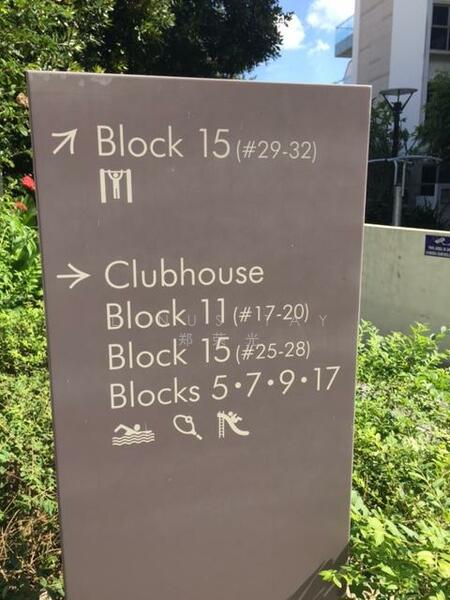 Block 15 (#29-32)
Clubhouse
Block 11 (#17-20)
Block 15 (#25-28)
Blocks 5•7•9•17